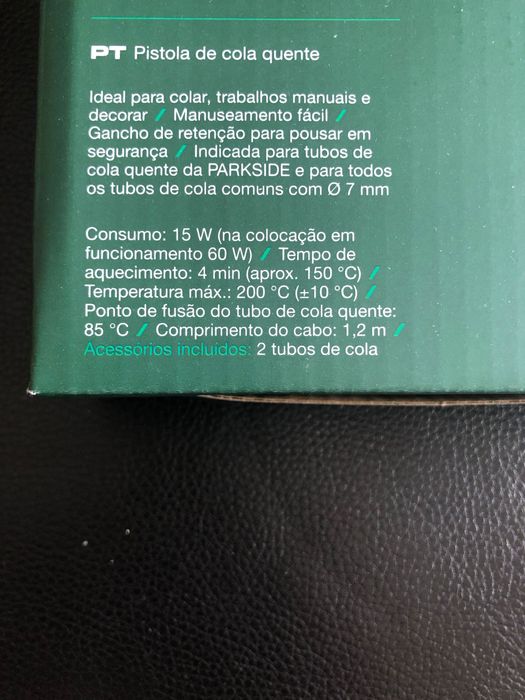 PT Pistola de cola quente
Ideal para colar, trabalhos manuais e
decorar / Manuseamento fácil /
Gancho de retenção para pousar em
segurança / Indicada para tubos de
cola quente da PARKSIDE e para todos
os tubos de cola comuns com Ø 7 mm
Consumo: 15 W (na colocação em
funcionamento 60 W) / Tempo de
aquecimento: 4 min (aprox. 150 °C) /
Temperatura máx.: 200 °C (±10 °C) /
Ponto de fusão do tubo de cola quente:
85 °C / Comprimento do cabo: 1,2 m /
Acessórios incluídos: 2 tubos de cola